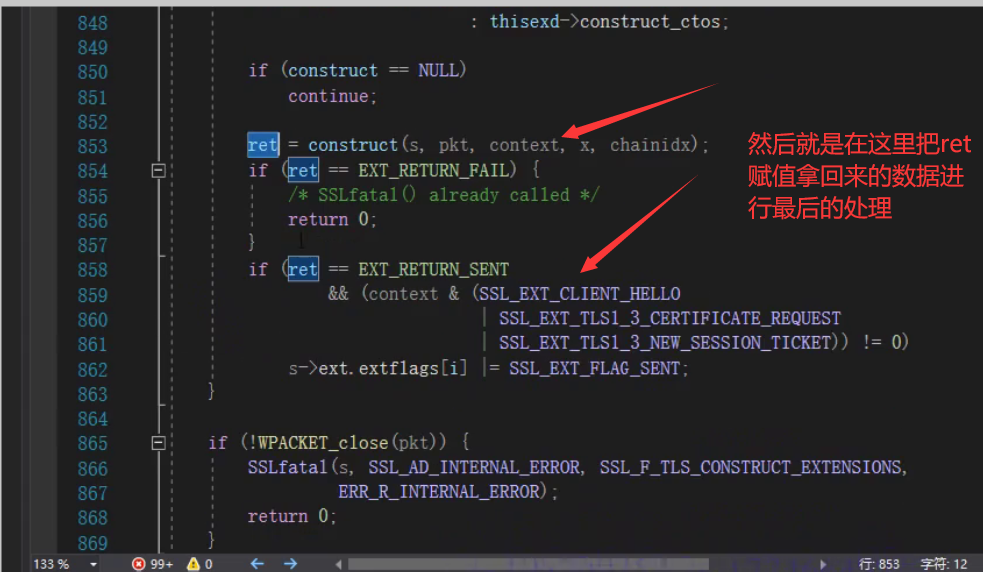 848 : thisexd->construct_ctos;
849
850 if (construct == NULL)
851 continue;
852
853 ret = construct(s, pkt, context, x, chainidx);
854 if (ret == EXT_RETURN_FAIL) {
855 /* SSLfatal() already called */
856 return 0;
857 }
858 if (ret == EXT_RETURN_SENT
859 && (context & (SSL_EXT_CLIENT_HELLO
860 | SSL_EXT_TLS1_3_CERTIFICATE_REQUEST
861 | SSL_EXT_TLS1_3_NEW_SESSION_TICKET)) != 0)
862 s->ext.extflags[i] |= SSL_EXT_FLAG_SENT;
863 }
864
865 if (!WPACKET_close(pkt)) {
866 SSLfatal(s, SSL_AD_INTERNAL_ERROR, SSL_F_TLS_CONSTRUCT_EXTENSIONS,
867 ERR_R_INTERNAL_ERROR);
868 return 0;
869 }
然后就是在这里把ret
赋值拿回来的数据进
行最后的处理
133 % 99+ 0 行: 853 字符: 12